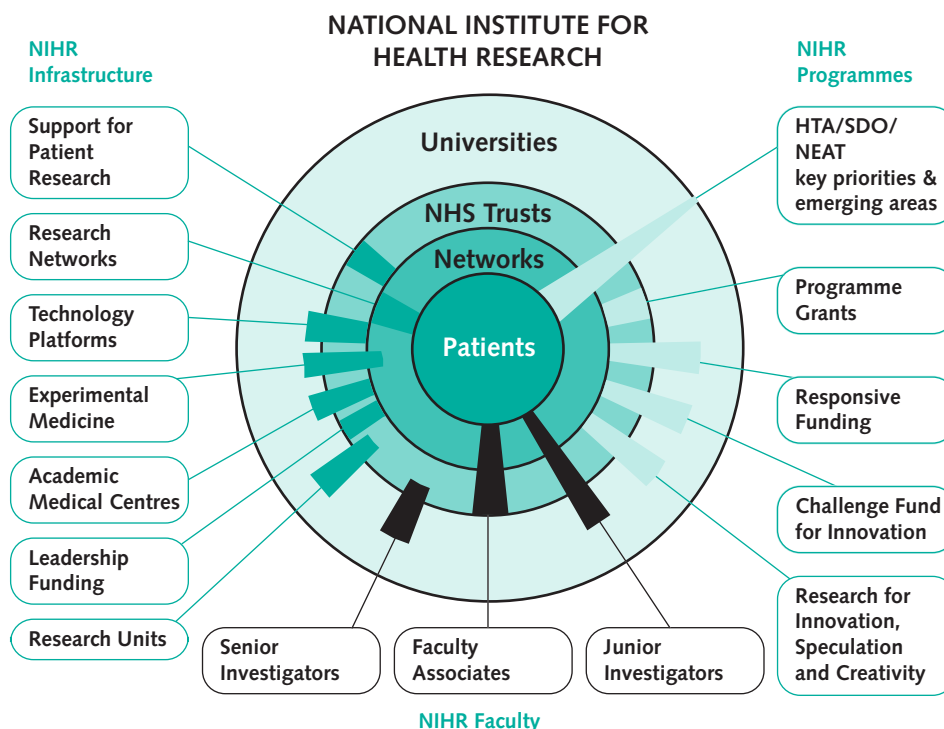 NATIONAL INSTITUTE FOR
HEALTH RESEARCH
NIHR
Infrastructure
Support for
Patient
Research
Research
Networks
Technology
Platforms
Experimental
Medicine
Academic
Medical Centres
Leadership
Funding
Research Units
Universities
NHS Trusts
Networks
Patients
NIHR
Programmes
HTA/SDO/
NEAT
key priorities &
emerging areas
Programme
Grants
Responsive
Funding
Challenge Fund
for Innovation
Research for
Innovation,
Speculation
and Creativity
Senior
Investigators
Faculty
Associates
Junior
Investigators
NIHR Faculty